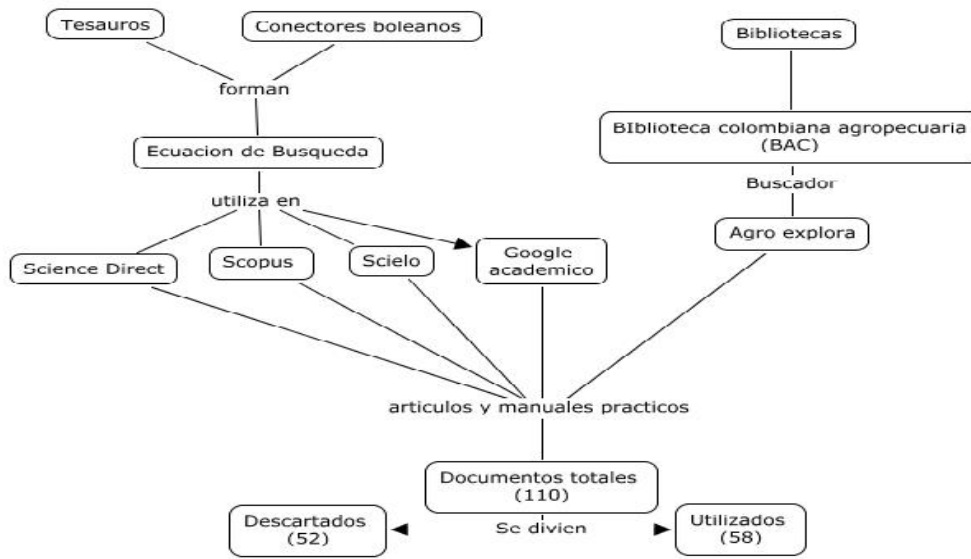 Tesauros
Conectores boleanos
Bibliotecas
forman
BIblioteca colombiana agropecuaria
(BAC)
Ecuacion de Busqueda
Buscador
utiliza en
Agro explora
Science Direct
Scopus
Scielo
Google
academico
articulos y manuales practicos
Documentos totales
(110)
Descartados
(52)
Se divien
Utilizados
(58)